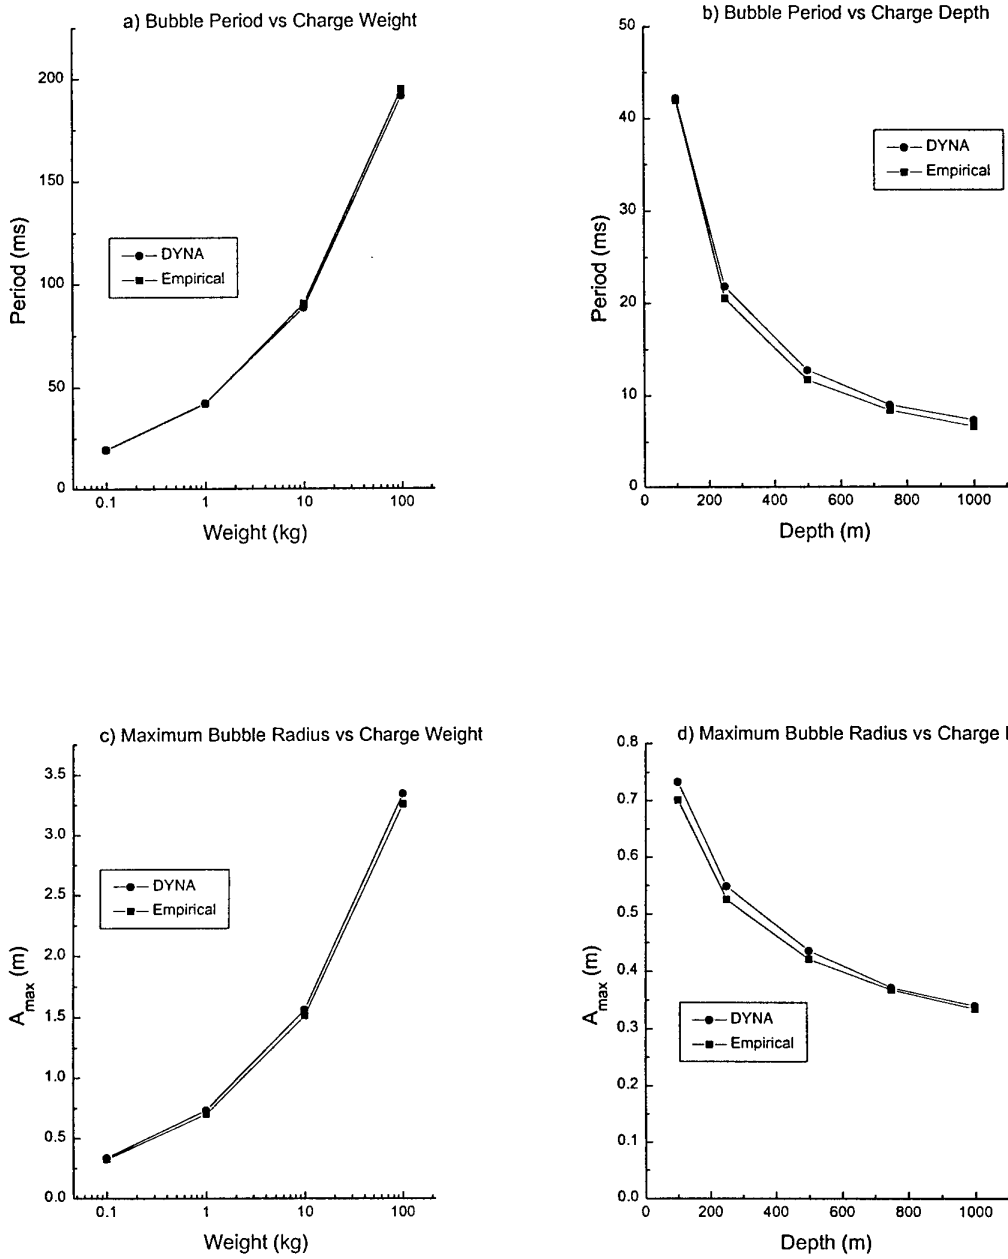 a) Bubble Period vs Charge Weight
200
150
100
50
0
Period (ms)
DYNA
Empirical
0.1 1 10 100
Weight (kg)
b) Bubble Period vs Charge Depth
50
40
30
20
10
0
Period (ms)
DYNA
Empirical
0 200 400 600 800 1000
Depth (m)
c) Maximum Bubble Radius vs Charge Weight
3.5
3.0
2.5
2.0
1.5
1.0
0.5
0.0
Amax (m)
DYNA
Empirical
0.1 1 10 100
Weight (kg)
d) Maximum Bubble Radius vs Charge
0.8
0.7
0.6
0.5
0.4
0.3
0.2
0.1
0.0
Amax (m)
DYNA
Empirical
0 200 400 600 800 1000
Depth (m)